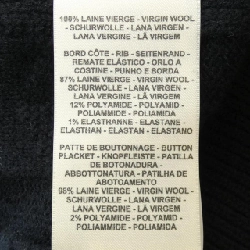 100% LAINE VIERGE - VIRGIN WOOL
- SCHURWOLLE - LANA VERGEN -
LANA VERGINE - LÃ VIRGEM
BORD CÔTE - RIB - SEITENRAND -
REMATE ELÁSTICO - ORLO A
COSTINE - PUNHO E BORDA
87% LAINE VIERGE - VIRGIN WOOL
- SCHURWOLLE - LANA VERGEN -
LANA VERGINE - LÃ VIRGEM
12% POLYAMIDE - POLYAMID -
POLIAMMIDE - POLIAMIDA
1% ELASTHANNE - ELASTANE -
ELASTHAN - ELASTAN - ELASTANO
PATTE DE BOUTONNAGE - BUTTON
PLACKET - KNOPFLEISTE - PATILLA
DE BOTONADURA -
ABBOTTONATURA - PATILHA DE
ABOTOAMENTO
98% LAINE VIERGE - VIRGIN WOOL
- SCHURWOLLE - LANA VERGEN -
LANA VERGINE - LÃ VIRGEM
2% POLYAMIDE - POLYAMID -
POLIAMMIDE - POLIAMIDA